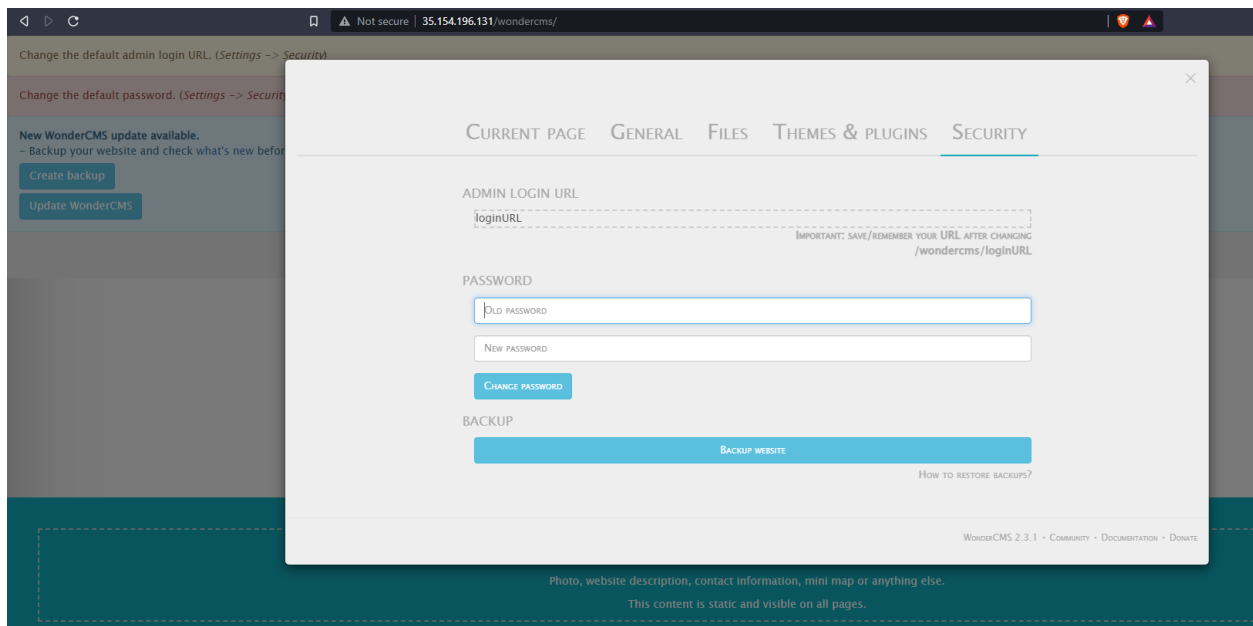 Not secure | 35.154.196.131/wondercms/
Change the default admin login URL. (Settings -> Security)
Change the default password. (Settings -> Securit
New WonderCMS update available.
- Backup your website and check what's new befor
Create backup
Update WonderCMS
×
Current page General Files Themes & plugins Security
ADMIN LOGIN URL
loginURL
Important: save/remember your URL after changing
/wondercms/loginURL
PASSWORD
Old password
New password
Change password
BACKUP
Backup website
How to restore backups?
WonderCMS 2.3.1 • Community • Documentation • Donate
Photo, website description, contact information, mini map or anything else.
This content is static and visible on all pages.